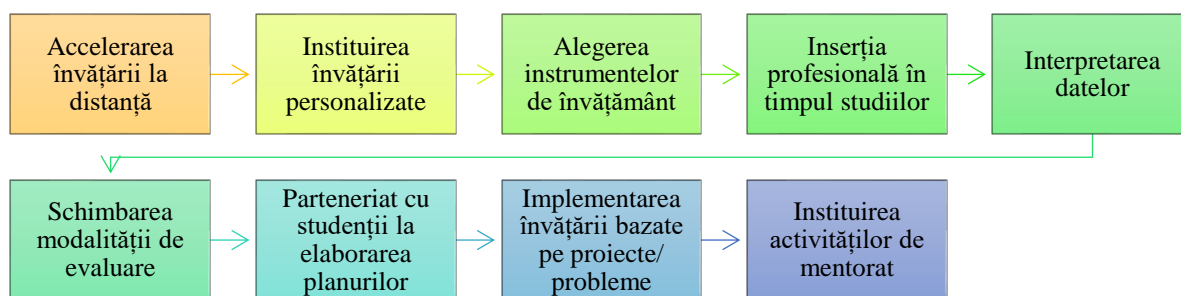 Accelerarea
învățării la
distanță
Instituirea
învățării
personalizate
Alegerea
instrumentelor
de învățământ
Inserția
profesională în
timpul studiilor
Interpretarea
datelor
Schimbarea
modalității de
evaluare
Parteneriat cu
studenții la
elaborarea
planurilor
Implementarea
învățării bazate
pe proiecte/
probleme
Instituirea
activităților de
mentorat